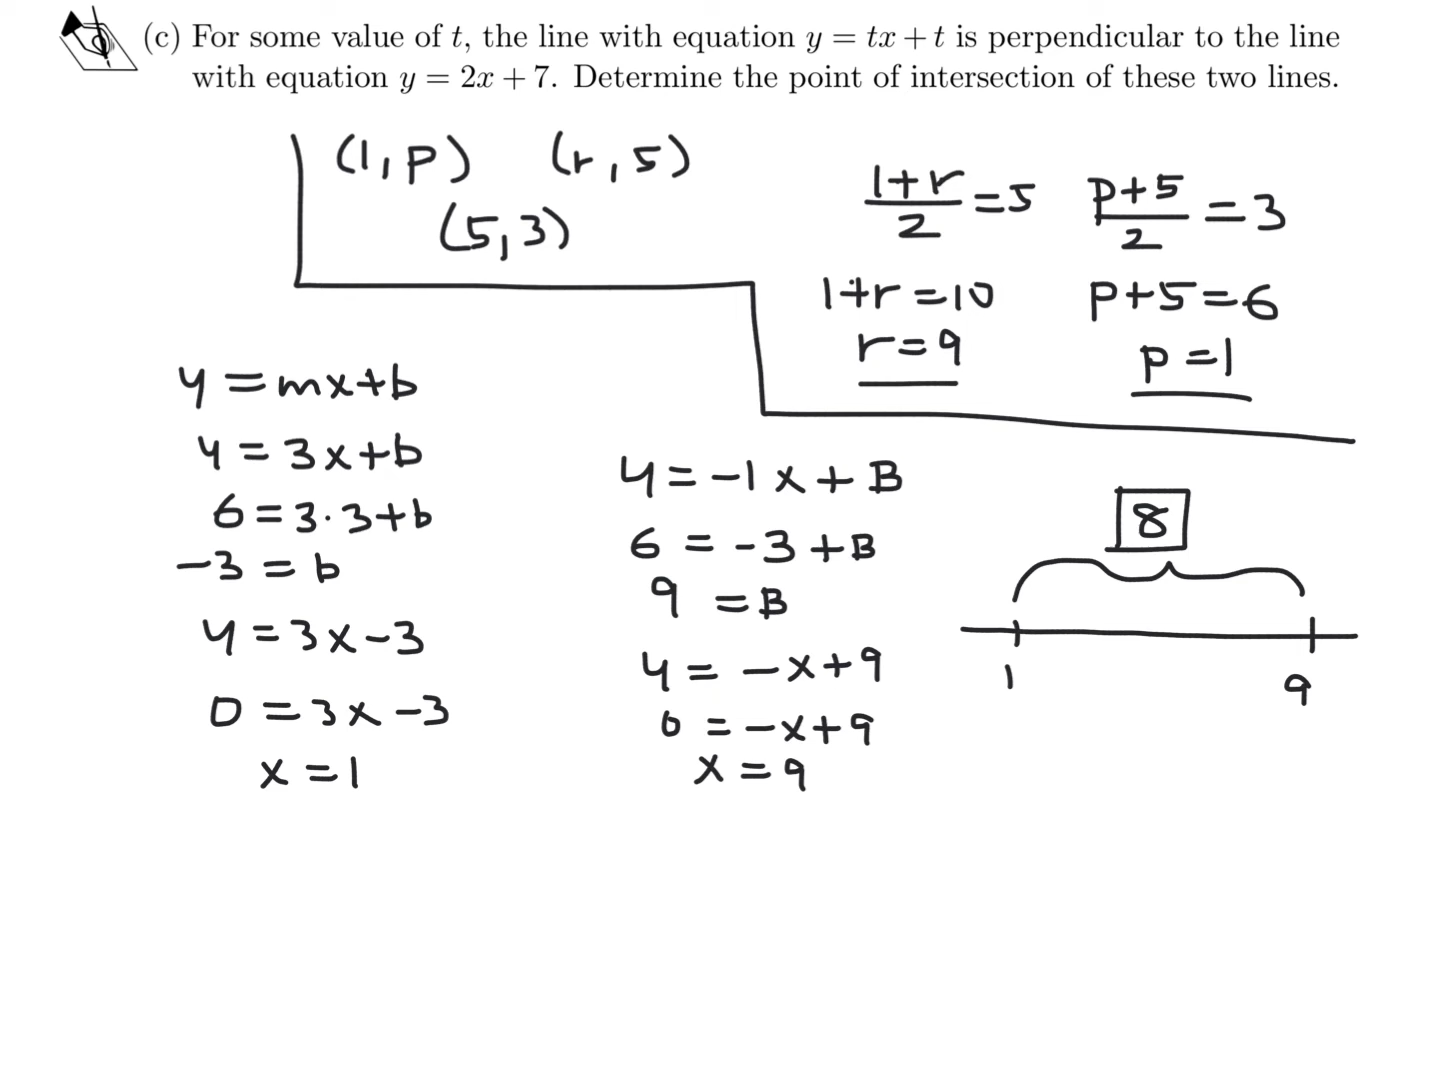 (c) For some value of t, the line with equation y = tx + t is perpendicular to the line
with equation y = 2x + 7. Determine the point of intersection of these two lines.
(1, p) (r, 5)
(5, 3)
1+r/2 = 5
1+r = 10
r = 9
p+5/2 = 3
p+5 = 6
p = 1
y = mx+b
y = 3x+b
6 = 3·3+b
-3 = b
y = 3x-3
0 = 3x-3
x = 1
y = -1x+B
6 = -3+B
9 = B
y = -x+9
0 = -x+9
x = 9
8
1 9